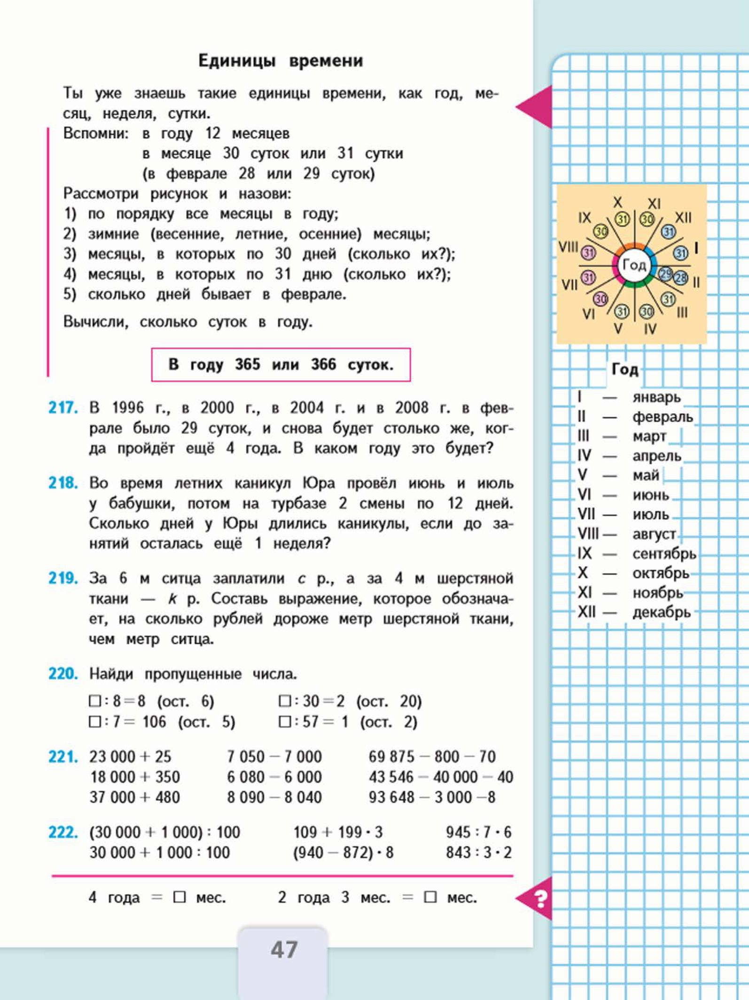 Единицы времени
Ты уже знаешь такие единицы времени, как год, ме-
сяц, неделя, сутки.
Вспомни: в году 12 месяцев
в месяце 30 суток или 31 сутки
(в феврале 28 или 29 суток)
Рассмотри рисунок и назови:
1) по порядку все месяцы в году;
2) зимние (весенние, летние, осенние) месяцы;
3) месяцы, в которых по 30 дней (сколько их?);
4) месяцы, в которых по 31 дню (сколько их?);
5) сколько дней бывает в феврале.
Вычисли, сколько суток в году.
В году 365 или 366 суток.
217. В 1996 г., в 2000 г., в 2004 г. и в 2008 г. в фев-
рале было 29 суток, и снова будет столько же, ког-
да пройдёт ещё 4 года. В каком году это будет?
218. Во время летних каникул Юра провёл июнь и июль
у бабушки, потом на турбазе 2 смены по 12 дней.
Сколько дней у Юры длились каникулы, если до за-
нятий осталась ещё 1 неделя?
219. За 6 м ситца заплатили c р., а за 4 м шерстяной
ткани — k р. Составь выражение, которое обознача-
ет, на сколько рублей дороже метр шерстяной ткани,
чем метр ситца.
220. Найди пропущенные числа.
□ : 8 = 8 (ост. 6) □ : 30 = 2 (ост. 20)
□ : 7 = 106 (ост. 5) □ : 57 = 1 (ост. 2)
221. 23 000 + 25 7 050 − 7 000 69 875 − 800 − 70
18 000 + 350 6 080 − 6 000 43 546 − 40 000 − 40
37 000 + 480 8 090 − 8 040 93 648 − 3 000 −8
222. (30 000 + 1 000) : 100 109 + 199 · 3 945 : 7 · 6
30 000 + 1 000 : 100 (940 − 872) · 8 843 : 3 · 2
4 года = □ мес. 2 года 3 мес. = □ мес.
?
47
X XI
IX 31 30 XII
30 31
VIII 31 31 I
Год
VII 31 29 28 II
30 31
VI 31 30 III
V IV
Год
I — январь
II — февраль
III — март
IV — апрель
V — май
VI — июнь
VII — июль
VIII — август
IX — сентябрь
X — октябрь
XI — ноябрь
XII — декабрь